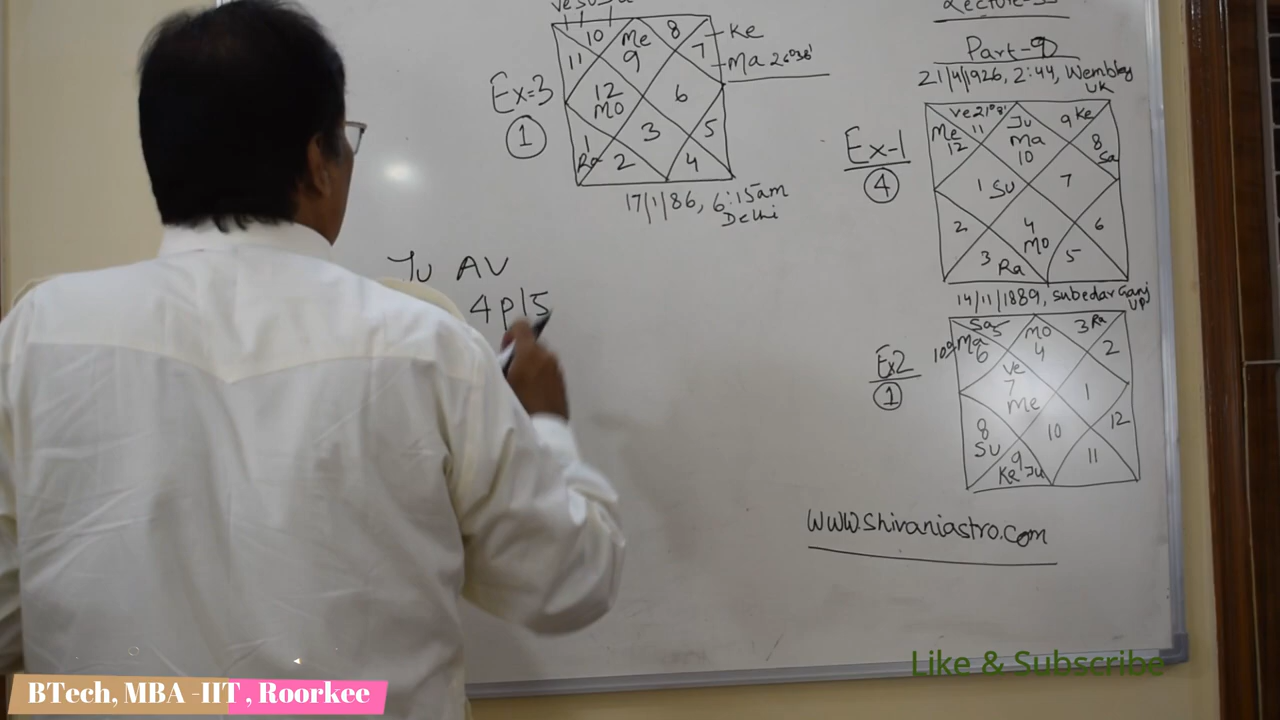 Ve Su
10
Me
9
8
Ke
7
Ma 26°38'
11
Ex=3
①
12
Mo
6
1
Ra
2
3
4
5
17/1/86, 6:15am
Delhi
Ju AV
4 p/5
Part-9
21/4/1926, 2:44, Wembley
UK
Ex-1
④
Ve 21°8'
11
Me
12
Ju
Ma
10
9 Ke
8
Sa
1 Su
7
2
4
Mo
6
3
Ra
5
14/11/1889, Subedar Ganj
UP
Ex2
①
Sa 5
Mo
4
3 Ra
Ma
6
2
Ve
7
Me
1
8
Su
10
12
9
Ke Ju
11
www.shivaniastro.com
Like & Subscribe
BTech, MBA -IIT , Roorkee